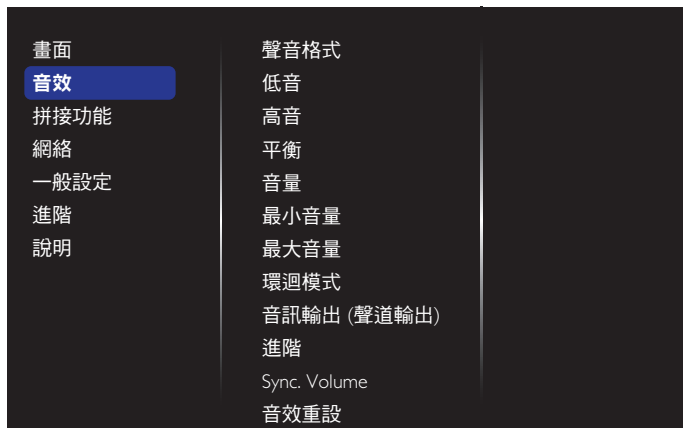 畫面
音效
拼接功能
網絡
一般設定
進階
說明
聲音格式
低音
高音
平衡
音量
最小音量
最大音量
環迴模式
音訊輸出 (聲道輸出)
進階
Sync. Volume
音效重設